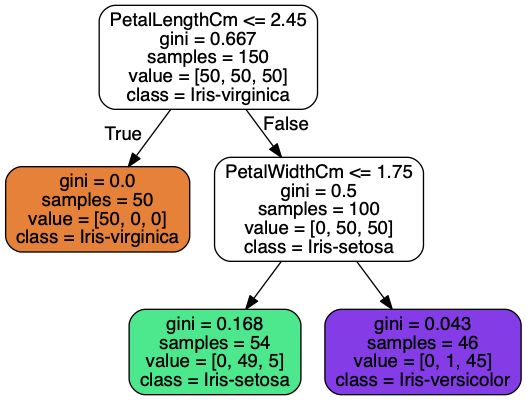 PetalLengthCm <= 2.45
gini = 0.667
samples = 150
value = [50, 50, 50]
class = Iris-virginica
True
False
gini = 0.0
samples = 50
value = [50, 0, 0]
class = Iris-virginica
PetalWidthCm <= 1.75
gini = 0.5
samples = 100
value = [0, 50, 50]
class = Iris-setosa
gini = 0.168
samples = 54
value = [0, 49, 5]
class = Iris-setosa
gini = 0.043
samples = 46
value = [0, 1, 45]
class = Iris-versicolor